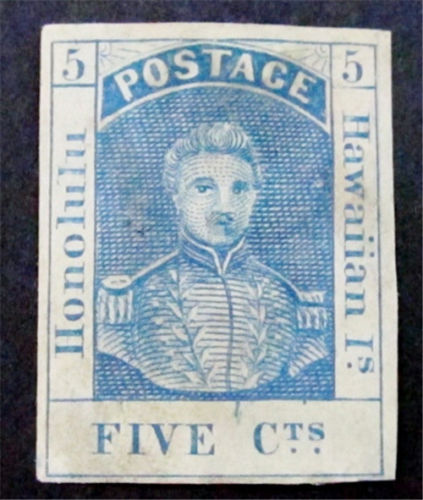 5
POSTAGE
5
Honolulu
Hawaiian Is.
FIVE Cts.